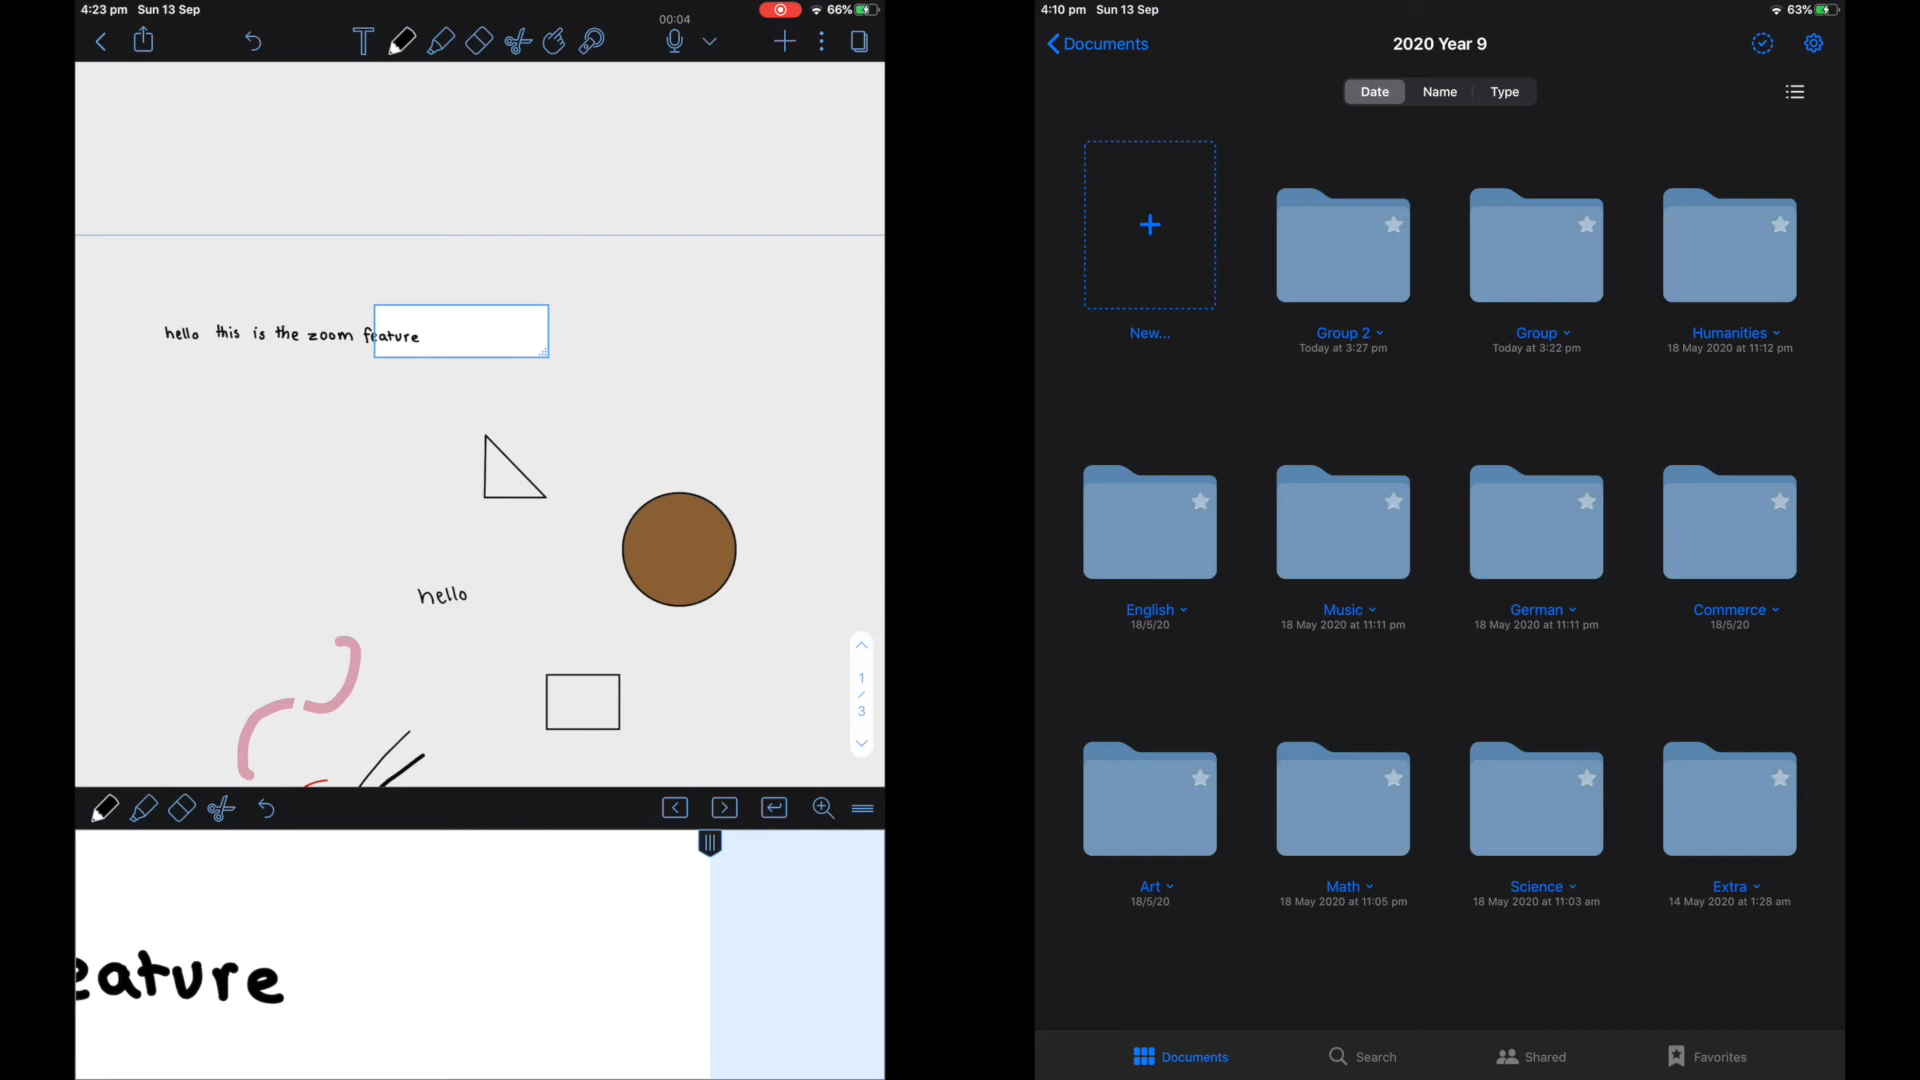 4:23 pm Sun 13 Sep
66%
00:04
hello this is the zoom feature
hello
1
/
3
eature
4:10 pm Sun 13 Sep
63%
Documents
2020 Year 9
Date Name Type
New...
Group 2
Today at 3:27 pm
Group
Today at 3:22 pm
Humanities
18 May 2020 at 11:12 pm
English
18/5/20
Music
18 May 2020 at 11:11 pm
German
18 May 2020 at 11:11 pm
Commerce
18/5/20
Art
18/5/20
Math
18 May 2020 at 11:05 pm
Science
18 May 2020 at 11:03 am
Extra
14 May 2020 at 1:28 am
Documents Search Shared Favorites